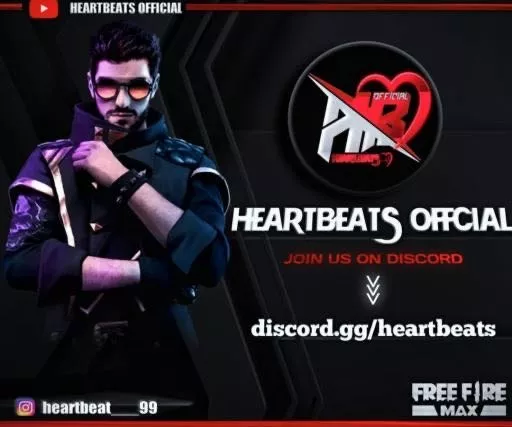 HEARTBEATS OFFICIAL
OFFICIAL
HB
HEARTBEATS OFFCIAL
JOIN US ON DISCORD
discord.gg/heartbeats
heartbeat___99
FREE FIRE
MAX